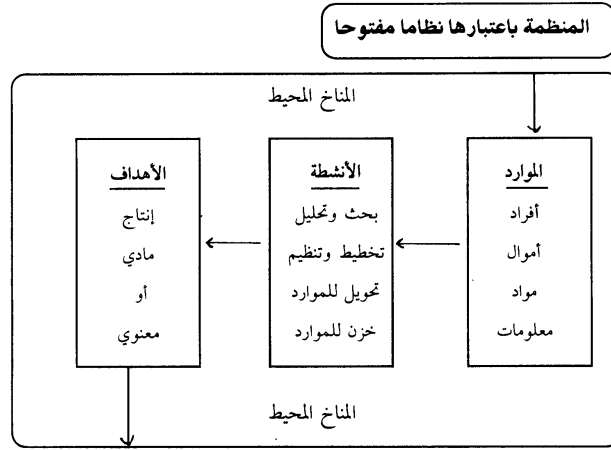 المنظمة باعتبارها نظاما مفتوحا
المناخ المحيط
الموارد
أفراد
أموال
مواد
معلومات
الأنشطة
بحث وتحليل
تخطيط وتنظيم
تحويل للموارد
خزن للموارد
الأهداف
إنتاج
مادي
أو
معنوي
المناخ المحيط